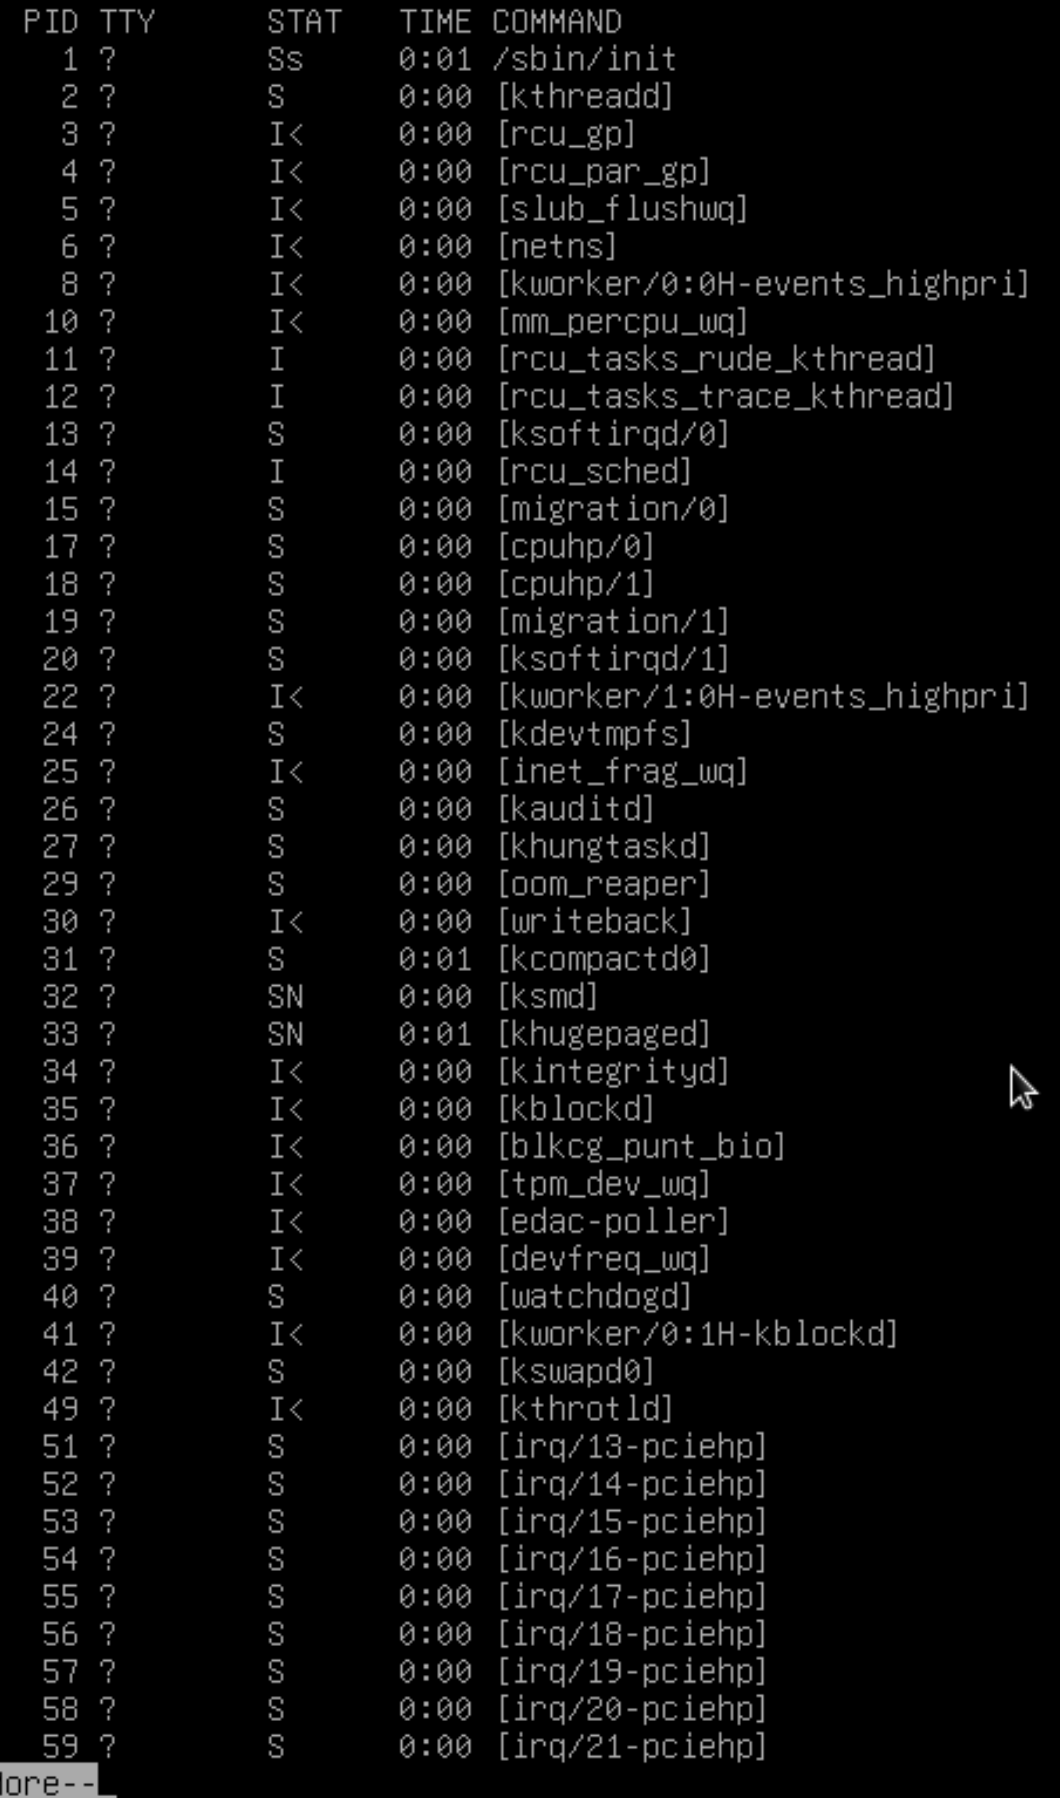 PID TTY STAT TIME COMMAND
1 ? Ss 0:01 /sbin/init
2 ? S 0:00 [kthreadd]
3 ? I< 0:00 [rcu_gp]
4 ? I< 0:00 [rcu_par_gp]
5 ? I< 0:00 [slub_flushwq]
6 ? I< 0:00 [netns]
8 ? I< 0:00 [kworker/0:0H-events_highpri]
10 ? I< 0:00 [mm_percpu_wq]
11 ? I 0:00 [rcu_tasks_rude_kthread]
12 ? I 0:00 [rcu_tasks_trace_kthread]
13 ? S 0:00 [ksoftirqd/0]
14 ? I 0:00 [rcu_sched]
15 ? S 0:00 [migration/0]
17 ? S 0:00 [cpuhp/0]
18 ? S 0:00 [cpuhp/1]
19 ? S 0:00 [migration/1]
20 ? S 0:00 [ksoftirqd/1]
22 ? I< 0:00 [kworker/1:0H-events_highpri]
24 ? S 0:00 [kdevtmpfs]
25 ? I< 0:00 [inet_frag_wq]
26 ? S 0:00 [kauditd]
27 ? S 0:00 [khungtaskd]
29 ? S 0:00 [oom_reaper]
30 ? I< 0:00 [writeback]
31 ? S 0:01 [kcompactd0]
32 ? SN 0:00 [ksmd]
33 ? SN 0:01 [khugepaged]
34 ? I< 0:00 [kintegrityd]
35 ? I< 0:00 [kblockd]
36 ? I< 0:00 [blkcg_punt_bio]
37 ? I< 0:00 [tpm_dev_wq]
38 ? I< 0:00 [edac-poller]
39 ? I< 0:00 [devfreq_wq]
40 ? S 0:00 [watchdogd]
41 ? I< 0:00 [kworker/0:1H-kblockd]
42 ? S 0:00 [kswapd0]
49 ? I< 0:00 [kthrotld]
51 ? S 0:00 [irq/13-pciehp]
52 ? S 0:00 [irq/14-pciehp]
53 ? S 0:00 [irq/15-pciehp]
54 ? S 0:00 [irq/16-pciehp]
55 ? S 0:00 [irq/17-pciehp]
56 ? S 0:00 [irq/18-pciehp]
57 ? S 0:00 [irq/19-pciehp]
58 ? S 0:00 [irq/20-pciehp]
59 ? S 0:00 [irq/21-pciehp]
ore--